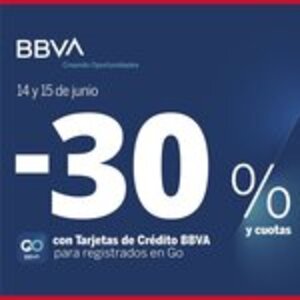 BBVA
Creando Oportunidades
14 y 15 de junio
-30 %
y cuotas
GO
BBVA
con Tarjetas de Crédito BBVA
para registrados en Go